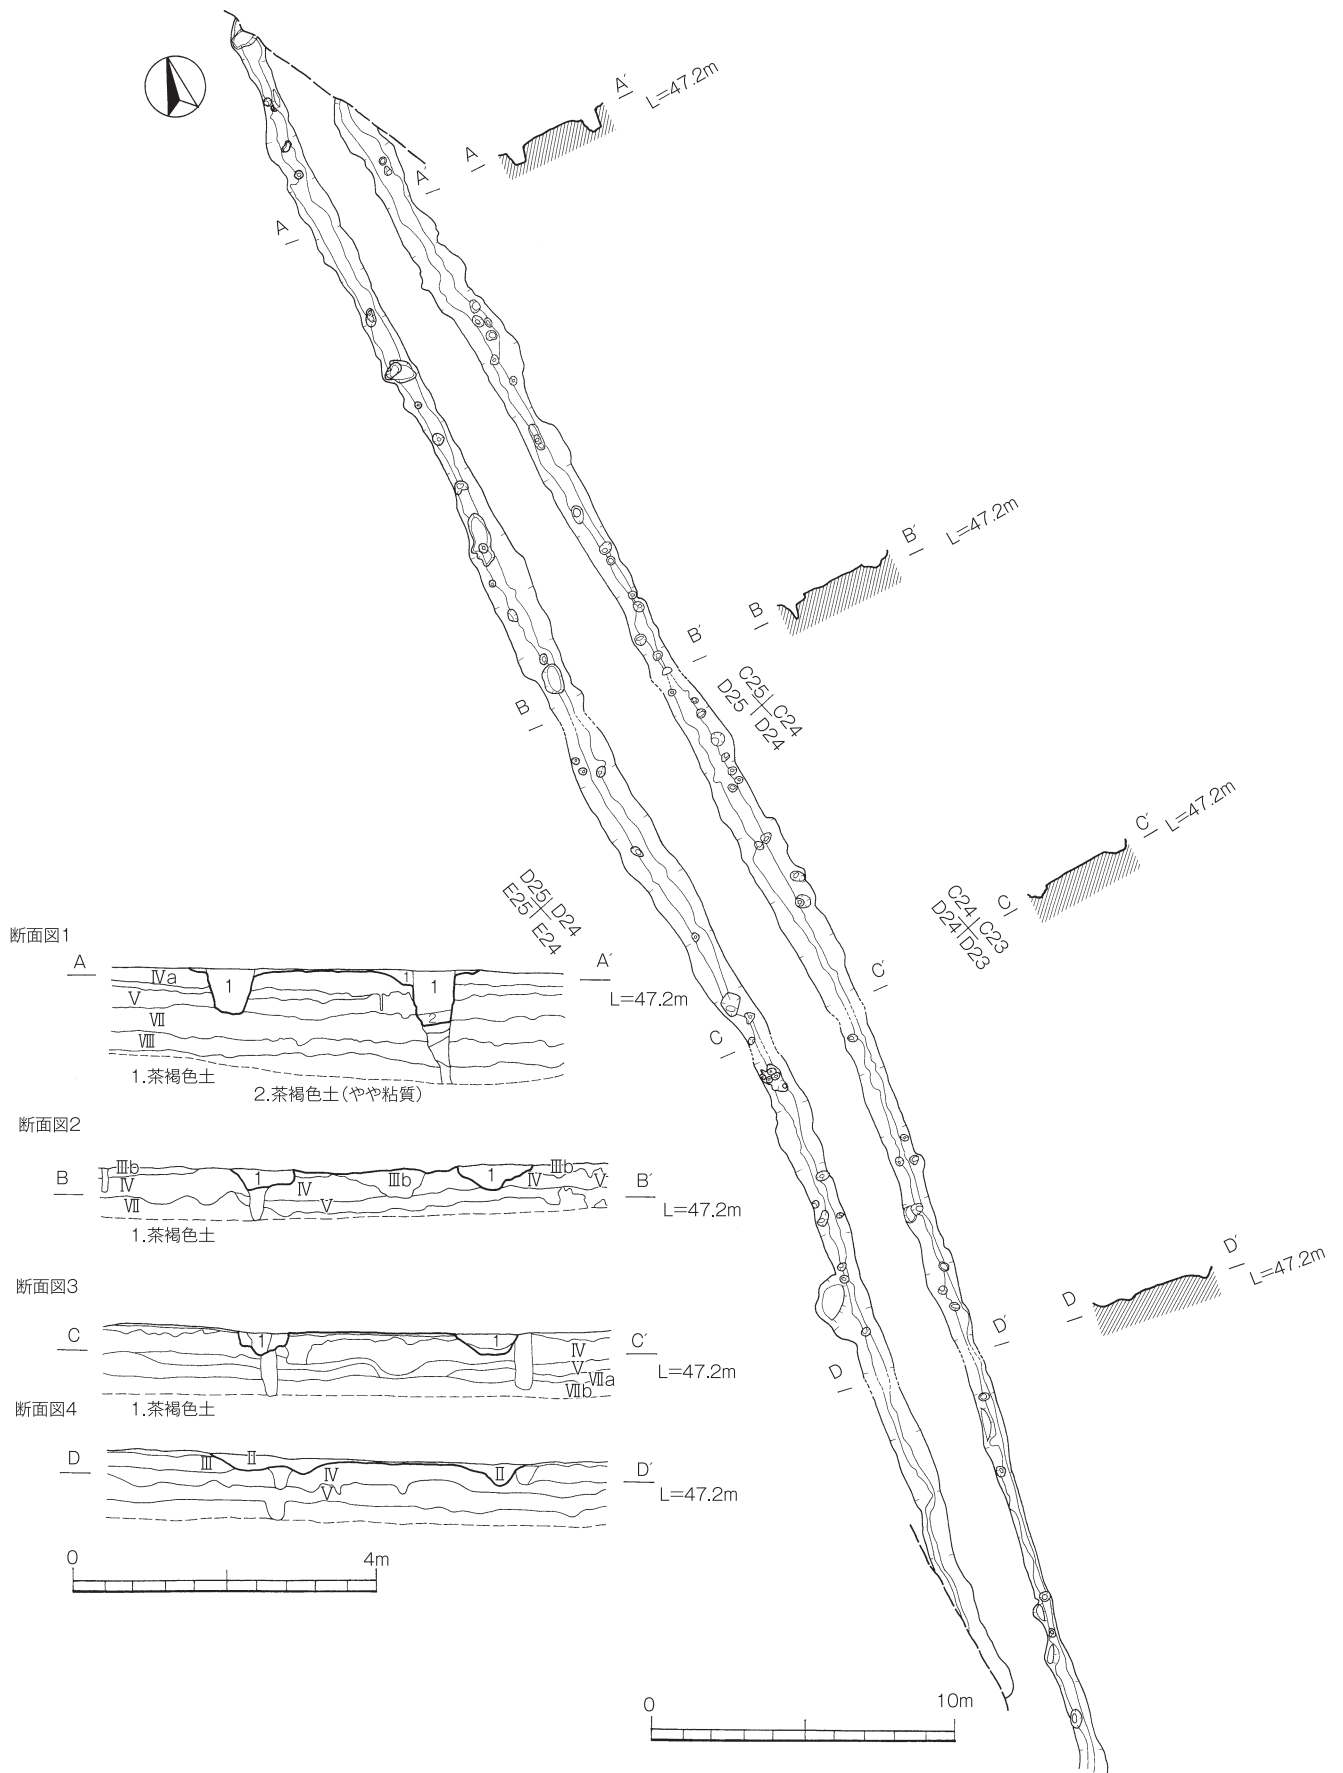 A
A'
L=47.2m
A
A'
B
B'
L=47.2m
B
B'
C25 C24
D25 D24
C
C'
L=47.2m
C24 C23
D24 D23
D25 D24
E25 E24
C
C'
D
D'
L=47.2m
D
D'
断面図1
A
A'
L=47.2m
Ⅳa
Ⅴ
Ⅶ
Ⅷ
1
1
1
2
1.茶褐色土
2.茶褐色土(やや粘質)
断面図2
B
B'
L=47.2m
Ⅲb
Ⅳ
Ⅶ
1
Ⅳ
Ⅲb
Ⅴ
1
Ⅳ
Ⅲb
Ⅴ
1.茶褐色土
断面図3
C
C'
L=47.2m
1
1
Ⅳ
Ⅴ
Ⅶa
Ⅶb
1.茶褐色土
断面図4
D
D'
L=47.2m
Ⅲ
Ⅱ
Ⅳ
Ⅴ
Ⅱ
0 4m
0 10m